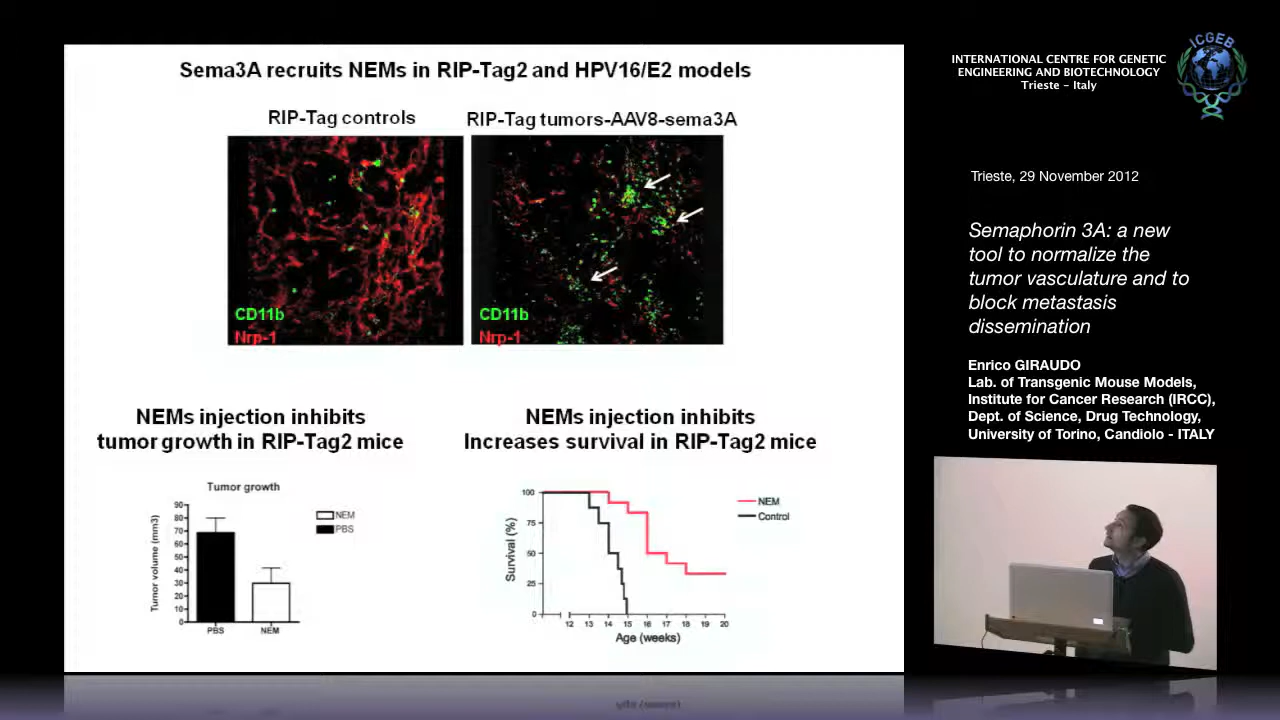 Sema3A recruits NEMs in RIP-Tag2 and HPV16/E2 models
RIP-Tag controls
RIP-Tag tumors-AAV8-sema3A
CD11b
Nrp-1
CD11b
Nrp-1
NEMs injection inhibits
tumor growth in RIP-Tag2 mice
NEMs injection inhibits
Increases survival in RIP-Tag2 mice
Tumor growth
Tumor volume (mm3)
90
80
70
60
50
40
30
20
10
0
PBS
NEM
NEM
PBS
Survival (%)
100
75
50
25
0
12 13 14 15 16 17 18 19 20
Age (weeks)
NEM
Control
INTERNATIONAL CENTRE FOR GENETIC
ENGINEERING AND BIOTECHNOLOGY
Trieste - Italy
ICGEB
Trieste, 29 November 2012
Semaphorin 3A: a new
tool to normalize the
tumor vasculature and to
block metastasis
dissemination
Enrico GIRAUDO
Lab. of Transgenic Mouse Models,
Institute for Cancer Research (IRCC),
Dept. of Science, Drug Technology,
University of Torino, Candiolo - ITALY